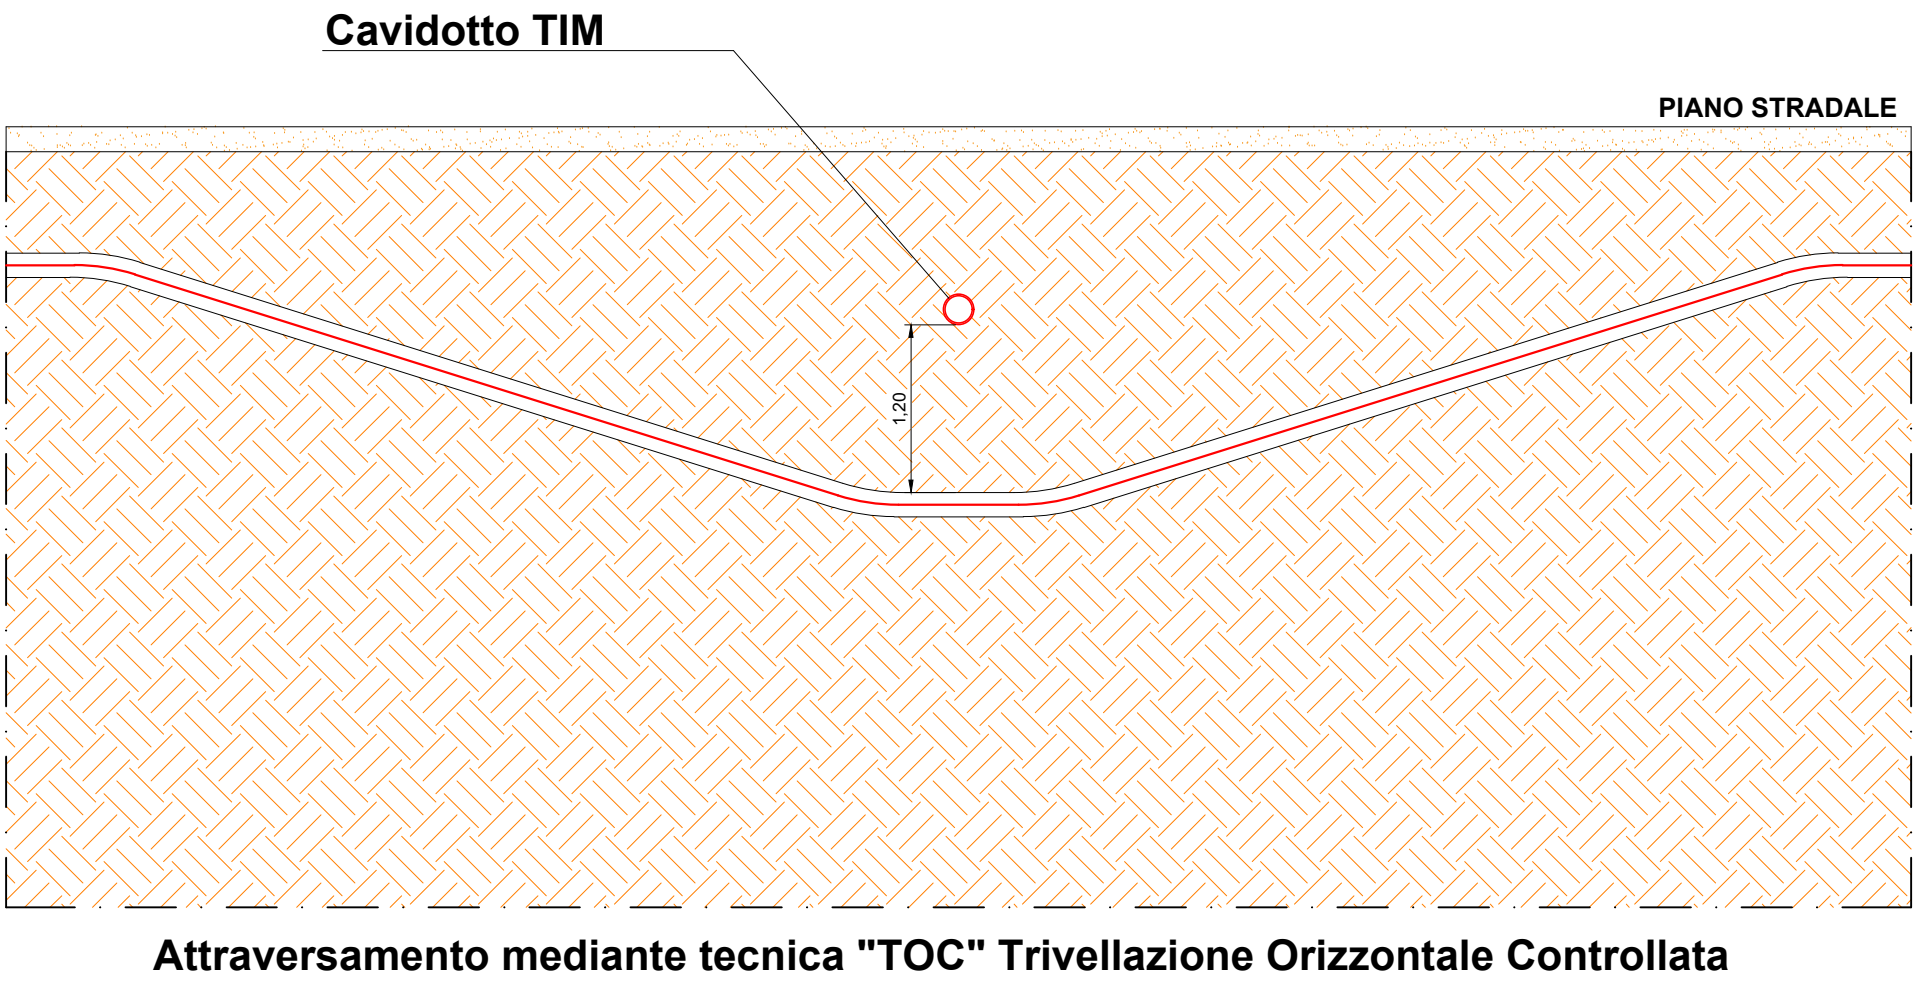 Cavidotto TIM
PIANO STRADALE
1,20
Attraversamento mediante tecnica "TOC" Trivellazione Orizzontale Controllata